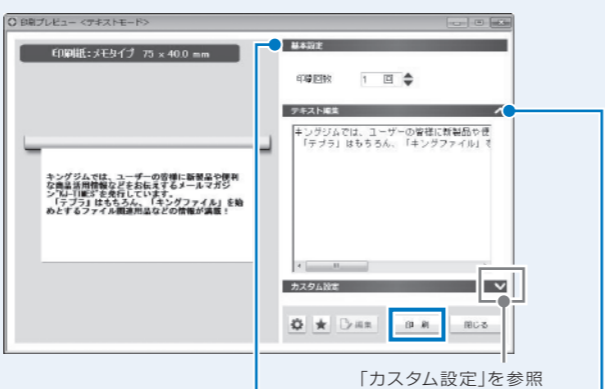 印刷プレビュー <テキストモード>
印刷紙:メモタイプ 75 x 40.0 mm
キングジムでは、ユーザーの皆様に新製品や便利
な商品活用情報などをお伝えするメールマガジ
ン"KJ-TIMES"を発行しています。
「テプラ」はもちろん、「キングファイル」を始
めとするファイル関連用品などの情報が満載!
基本設定
印刷回数 1 回
テキスト編集
キングジムでは、ユーザーの皆様に新製品や便
「テプラ」はもちろん、「キングファイル」を
カスタム設定
編集 印 刷 閉じる
「カスタム設定」を参照